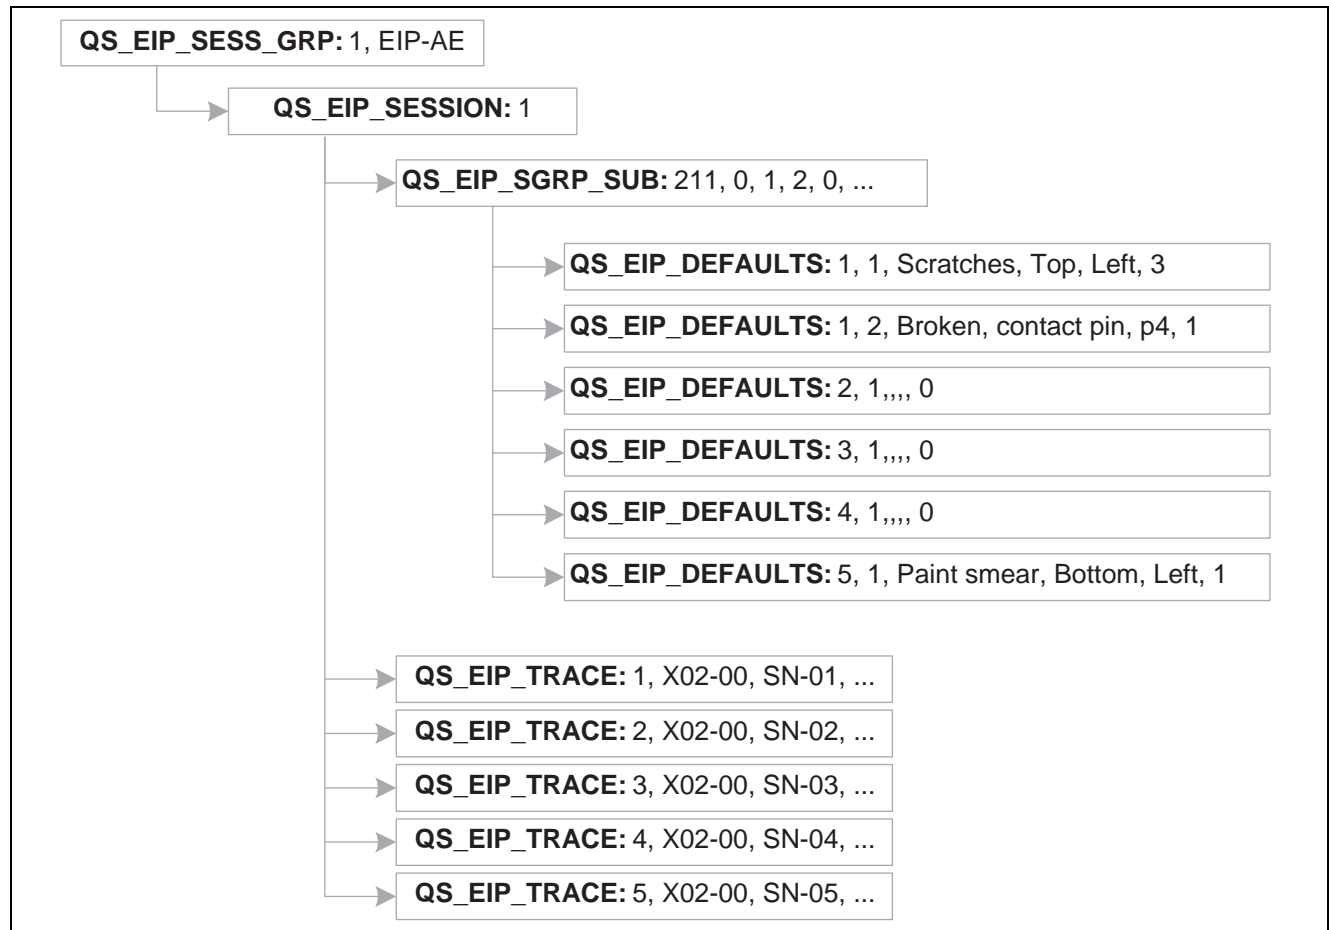 QS_EIP_SESS_GRP: 1, EIP-AE
QS_EIP_SESSION: 1
QS_EIP_SGRP_SUB: 211, 0, 1, 2, 0, ...
QS_EIP_DEFAULTS: 1, 1, Scratches, Top, Left, 3
QS_EIP_DEFAULTS: 1, 2, Broken, contact pin, p4, 1
QS_EIP_DEFAULTS: 2, 1,,,, 0
QS_EIP_DEFAULTS: 3, 1,,,, 0
QS_EIP_DEFAULTS: 4, 1,,,, 0
QS_EIP_DEFAULTS: 5, 1, Paint smear, Bottom, Left, 1
QS_EIP_TRACE: 1, X02-00, SN-01, ...
QS_EIP_TRACE: 2, X02-00, SN-02, ...
QS_EIP_TRACE: 3, X02-00, SN-03, ...
QS_EIP_TRACE: 4, X02-00, SN-04, ...
QS_EIP_TRACE: 5, X02-00, SN-05, ...